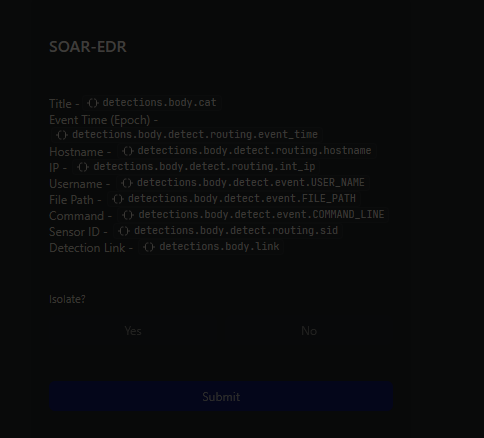 SOAR-EDR
Title - {} detections.body.cat
Event Time (Epoch) -
{} detections.body.detect.routing.event_time
Hostname - {} detections.body.detect.routing.hostname
IP - {} detections.body.detect.routing.int_ip
Username - {} detections.body.detect.event.USER_NAME
File Path - {} detections.body.detect.event.FILE_PATH
Command - {} detections.body.detect.event.COMMAND_LINE
Sensor ID - {} detections.body.detect.routing.sid
Detection Link - {} detections.body.link
Isolate?
Yes No
Submit